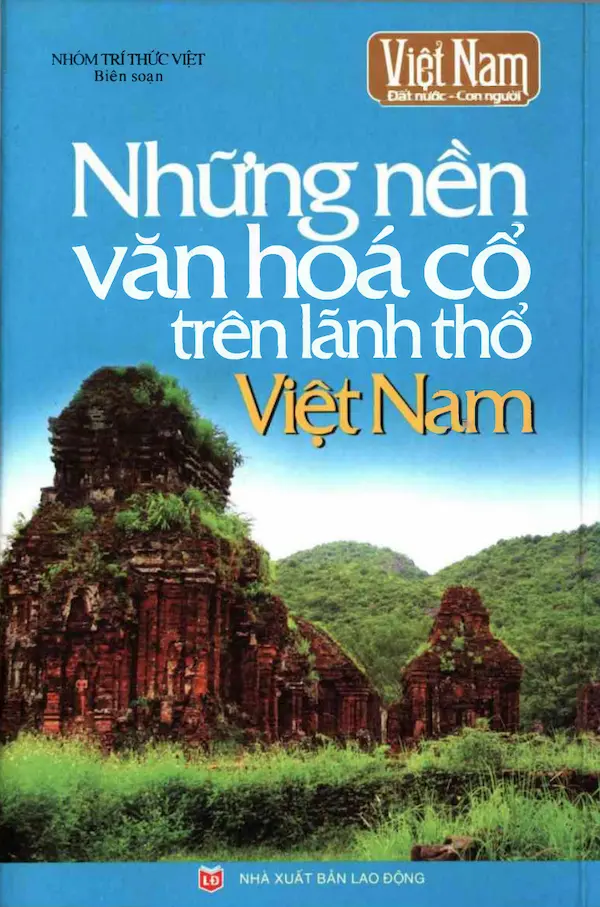 NHÓM TRÍ THỨC VIỆT
Biên soạn
Việt Nam
Đất nước - Con người
Những nền
văn hoá cổ
trên lãnh thổ
Việt Nam
LĐ
NHÀ XUẤT BẢN LAO ĐỘNG